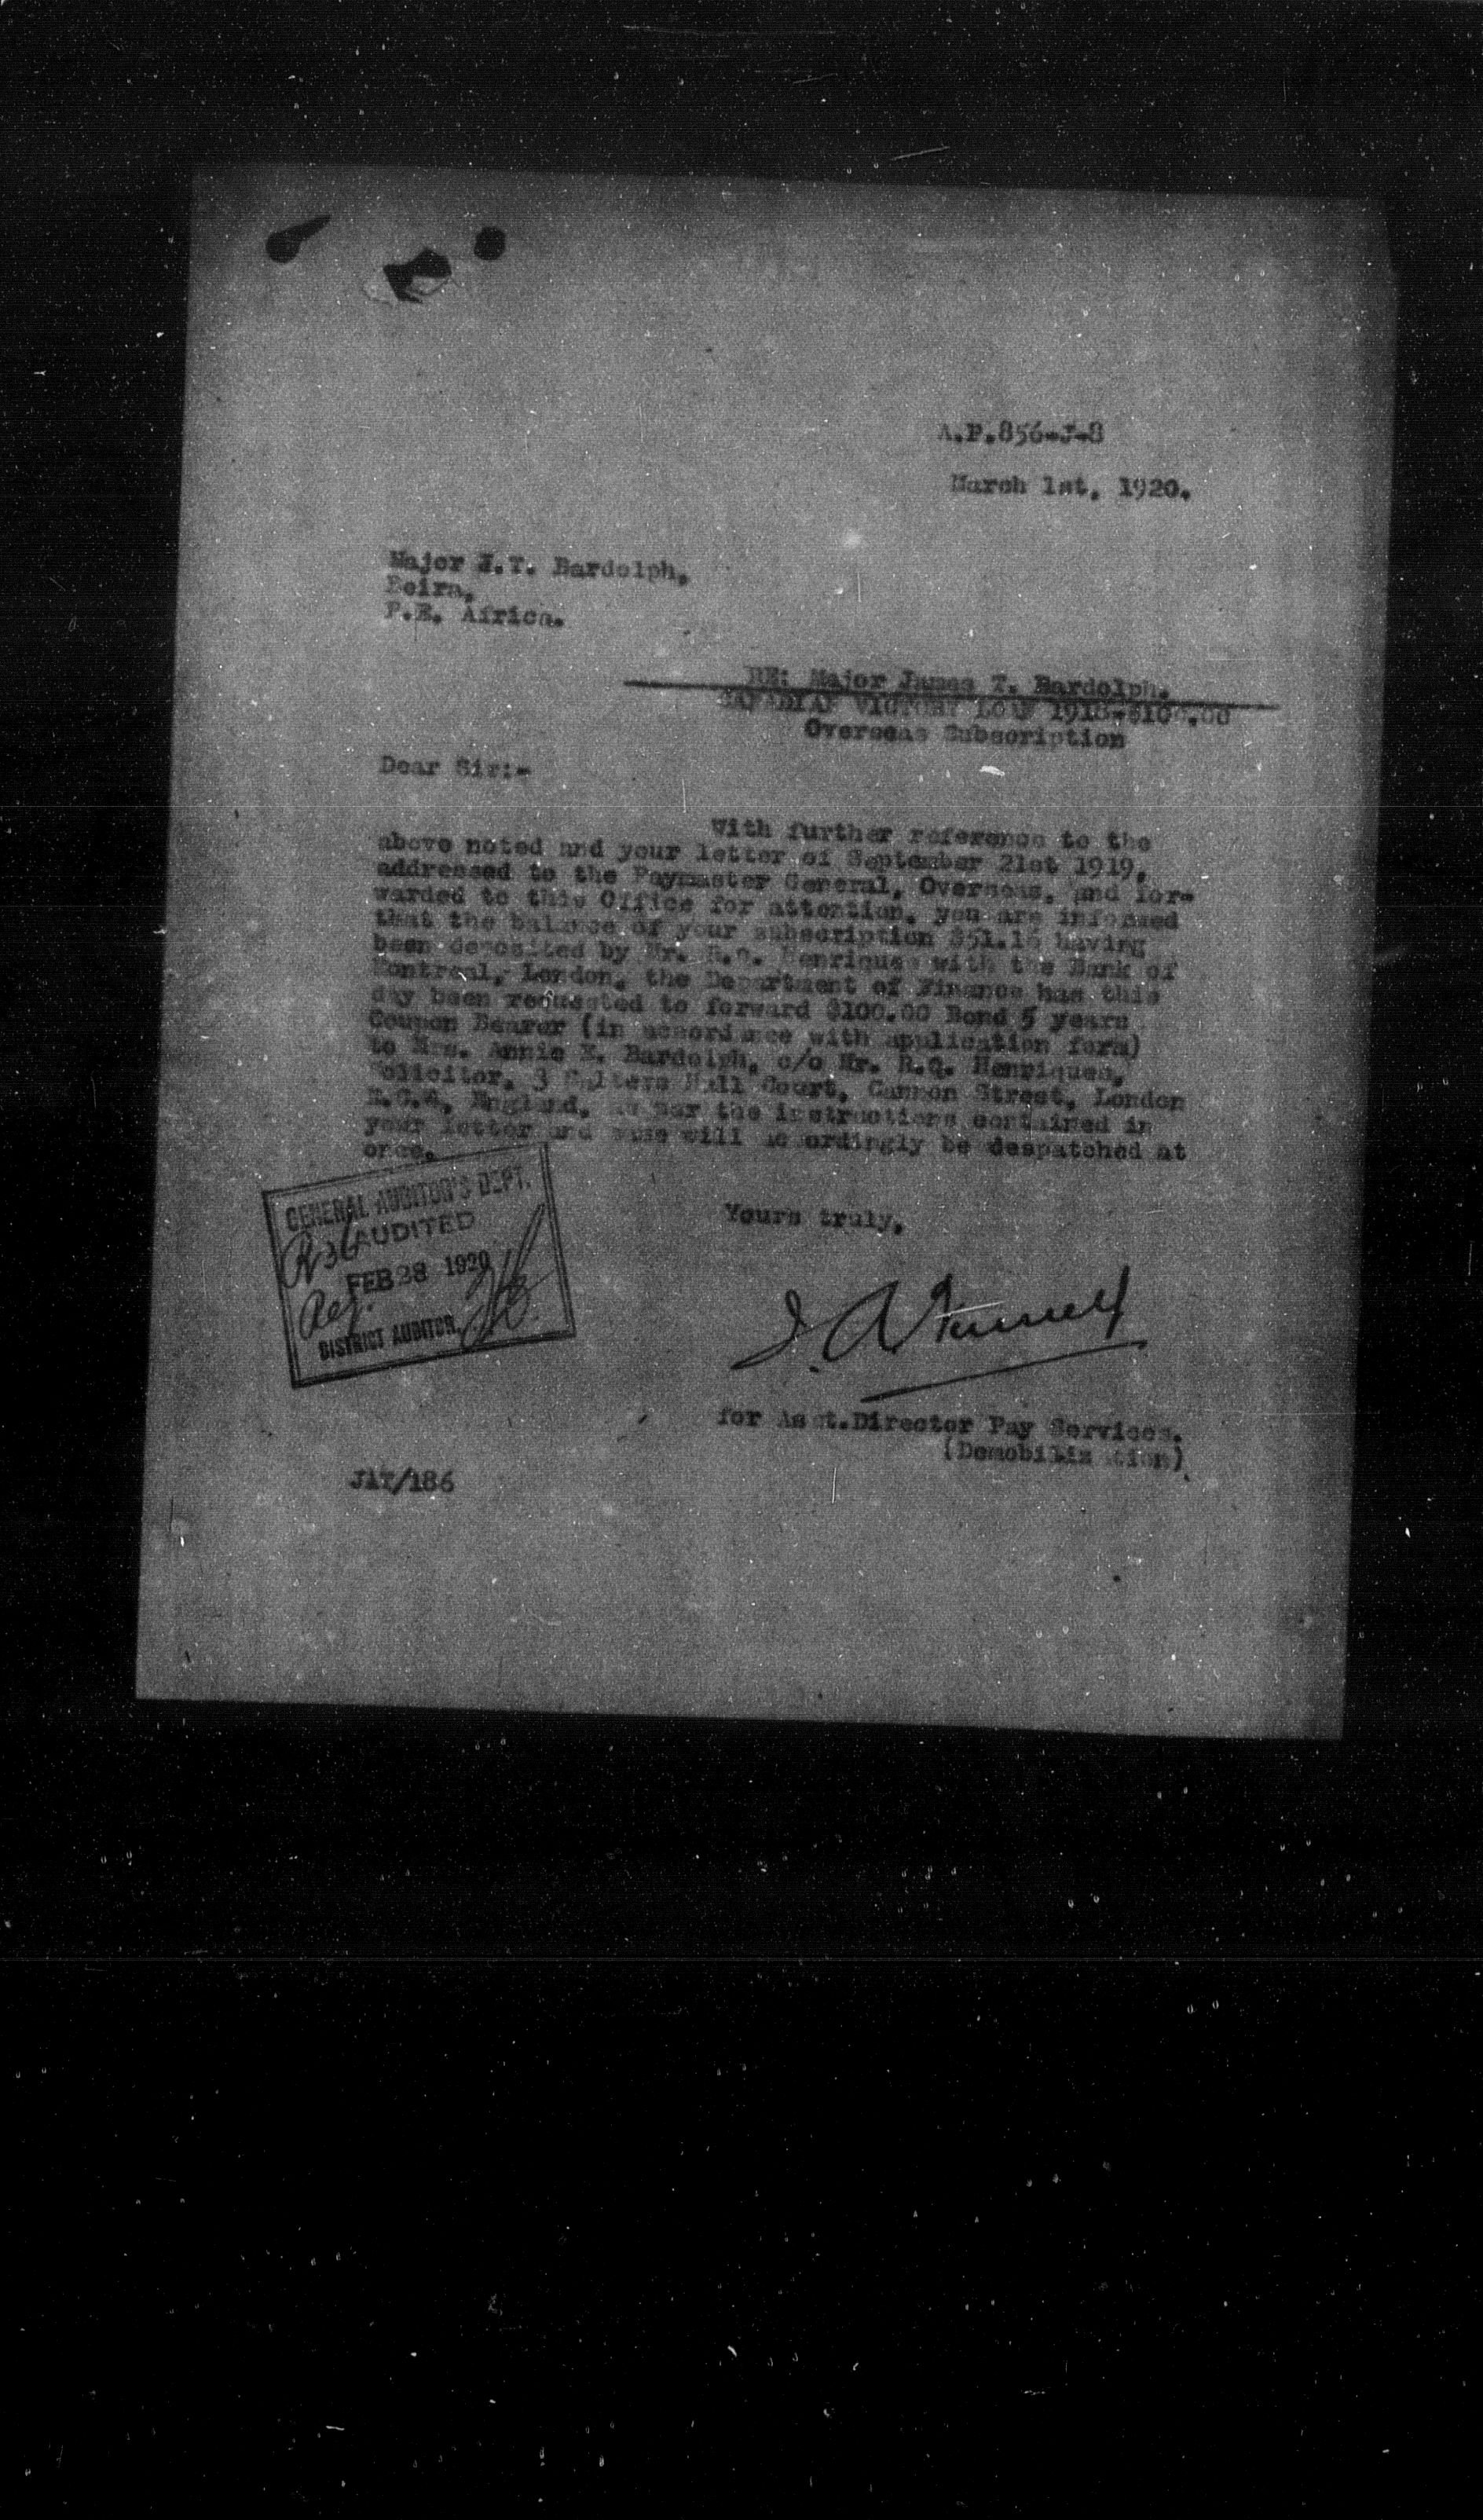 A.P.856-J-8
March 1st, 1920.
Major J.T. Bardolph,
Beira,
P.E. Africa.
RE: Major James T. Bardolph.
CANADIAN VICTORY LOAN 1918-$100.00
Overseas Subscription
Dear Sir:-
With further reference to the
above noted and your letter of September 21st 1919,
addressed to the Paymaster General, Overseas, and for-
warded to this Office for attention, you are informed
that the balance of your subscription $51.16 having
been deposited by Mr. R.Q. Henriques with the Bank of
Montreal, London, the Department of Finance has this
day been requested to forward $100.00 Bond 5 years
Coupon Bearer (in accordance with application form)
to Mrs. Annie Bardolph, c/o Mr. R.Q. Henriques,
Solicitor, 3 Salters Hall Court, Cannon Street, London
E.C.4, England, as per the instructions contained in
your letter and same will accordingly be despatched at
once.
GENERAL AUDITOR'S DEPT.
AUDITED
FEB 28 1920
DISTRICT AUDITOR.
Yours truly,
for Asst.Director Pay Services.
(Demobilization)
JAT/186